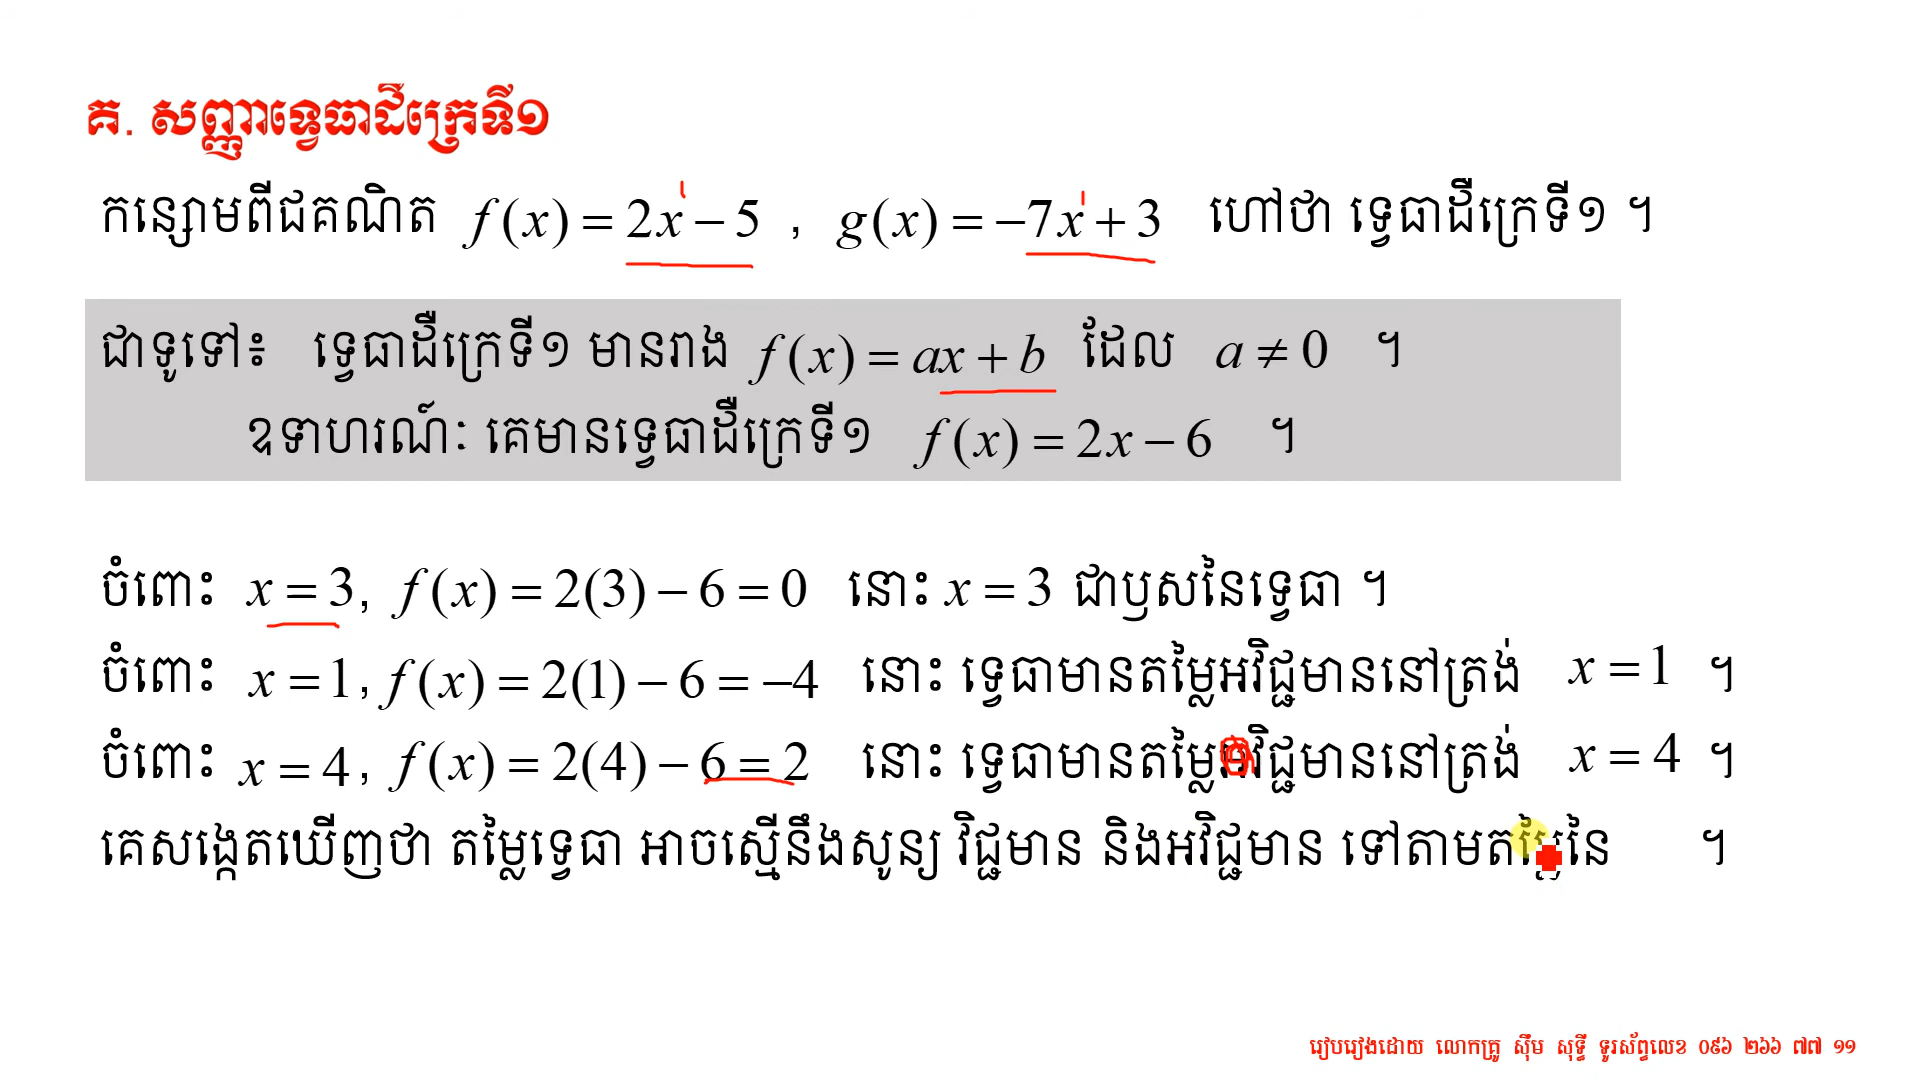 គ. សញ្ញាទ្វេធាដឺក្រេទី១
កន្សោមពីជគណិត f(x) = 2x − 5 , g(x) = −7x + 3 ហៅថា ទ្វេធាដឺក្រេទី១ ។
ជាទូទៅ៖ ទ្វេធាដឺក្រេទី១ មានរាង f(x) = ax + b ដែល a ≠ 0 ។
ឧទាហរណ៍ៈ គេមានទ្វេធាដឺក្រេទី១ f(x) = 2x − 6 ។
ចំពោះ x = 3, f(x) = 2(3) − 6 = 0 នោះ x = 3 ជាឫសនៃទ្វេធា ។
ចំពោះ x = 1, f(x) = 2(1) − 6 = −4 នោះ ទ្វេធាមានតម្លៃអវិជ្ជមាននៅត្រង់ x = 1 ។
ចំពោះ x = 4, f(x) = 2(4) − 6 = 2 នោះ ទ្វេធាមានតម្លៃអវិជ្ជមាននៅត្រង់ x = 4 ។
គេសង្កេតឃើញថា តម្លៃទ្វេធា អាចស្មើនឹងសូន្យ វិជ្ជមាន និងអវិជ្ជមាន ទៅតាមតម្លៃនៃ ។
រៀបរៀងដោយ លោកគ្រូ ស៊ឹម សុទ្ធី ទូរស័ព្ទលេខ ០៩៦ ២៦៦ ៧៧ ១១